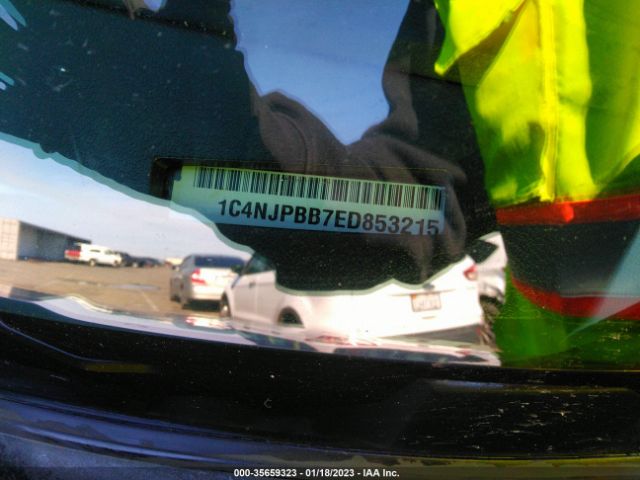 1C4NJPBB7ED853215
000-35659323 - 01/18/2023 - IAA Inc.